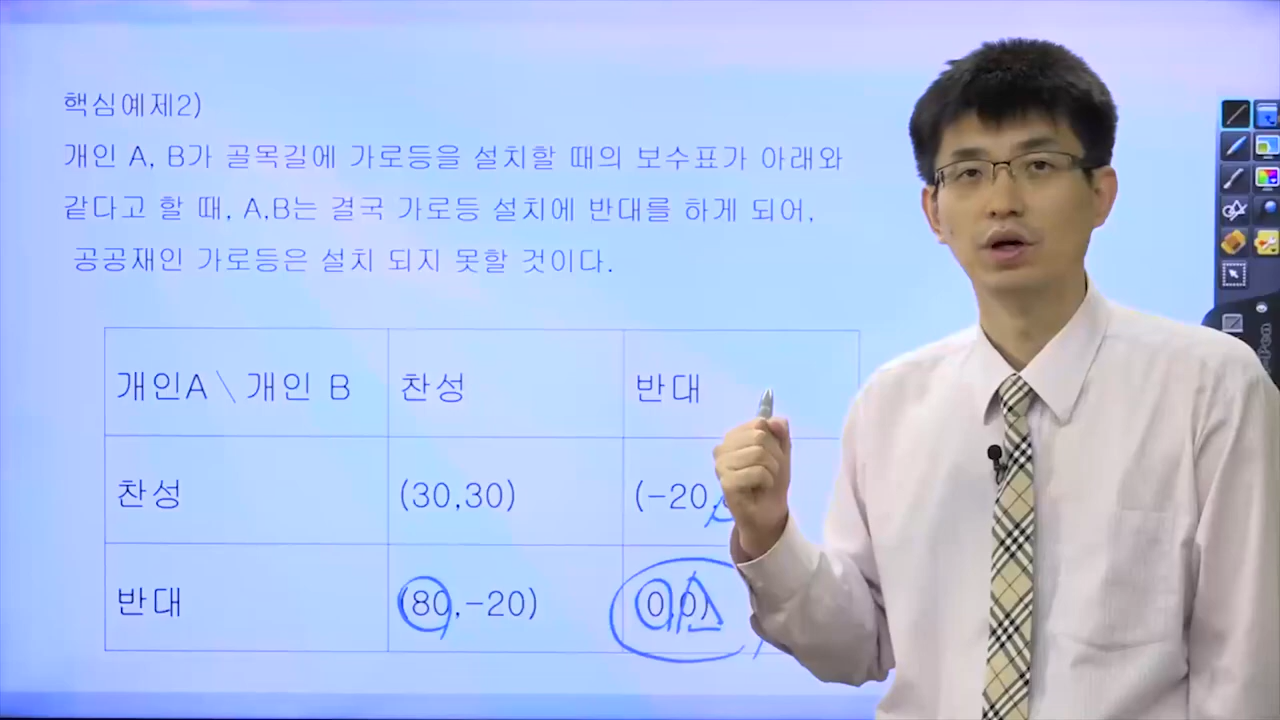 핵심예제2)
개인 A, B가 골목길에 가로등을 설치할 때의 보수표가 아래와
같다고 할 때, A,B는 결국 가로등 설치에 반대를 하게 되어,
공공재인 가로등은 설치 되지 못할 것이다.
개인A \ 개인 B 찬성 반대
찬성 (30,30) (-20,
반대 (80,-20) (0,0)